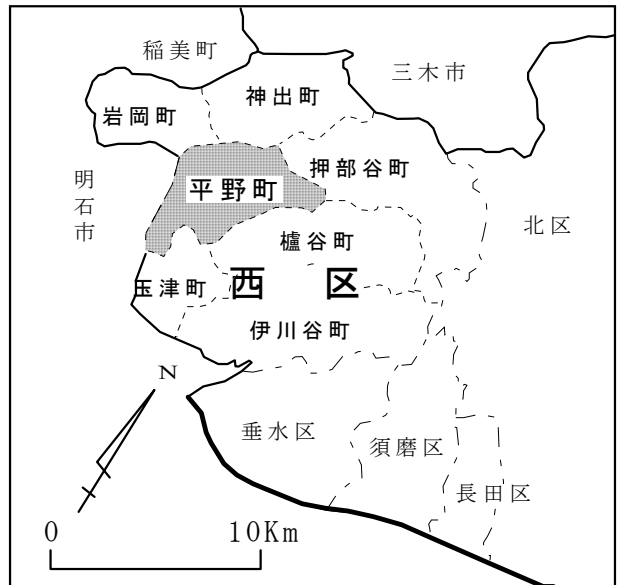 稲美町
三木市
神出町
岩岡町
押部谷町
明石市
平野町
北区
櫨谷町
玉津町
西区
伊川谷町
N
垂水区
須磨区
長田区
0 10Km